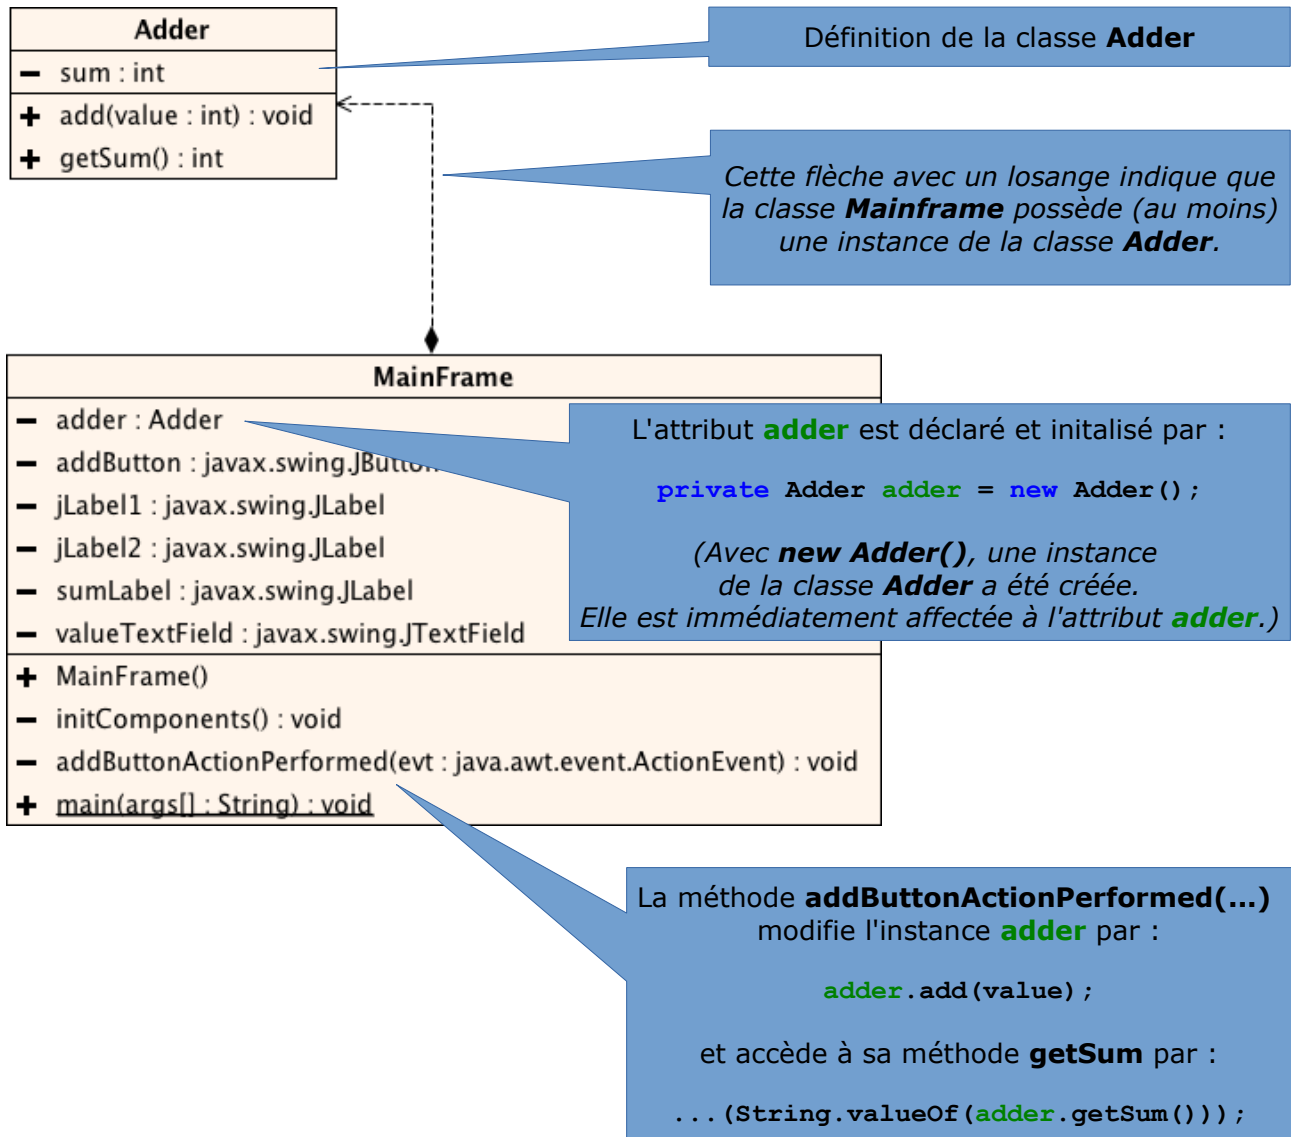 Adder
− sum : int
+ add(value : int) : void
+ getSum() : int
Définition de la classe Adder
Cette flèche avec un losange indique que
la classe Mainframe possède (au moins)
une instance de la classe Adder.
MainFrame
− adder : Adder
− addButton : javax.swing.JButton
− jLabel1 : javax.swing.JLabel
− jLabel2 : javax.swing.JLabel
− sumLabel : javax.swing.JLabel
− valueTextField : javax.swing.JTextField
+ MainFrame()
− initComponents() : void
− addButtonActionPerformed(evt : java.awt.event.ActionEvent) : void
+ main(args[] : String) : void
L'attribut adder est déclaré et initalisé par :
private Adder adder = new Adder();
(Avec new Adder(), une instance
de la classe Adder a été créée.
Elle est immédiatement affectée à l'attribut adder.)
La méthode addButtonActionPerformed(...)
modifie l'instance adder par :
adder.add(value);
et accède à sa méthode getSum par :
...(String.valueOf(adder.getSum()));